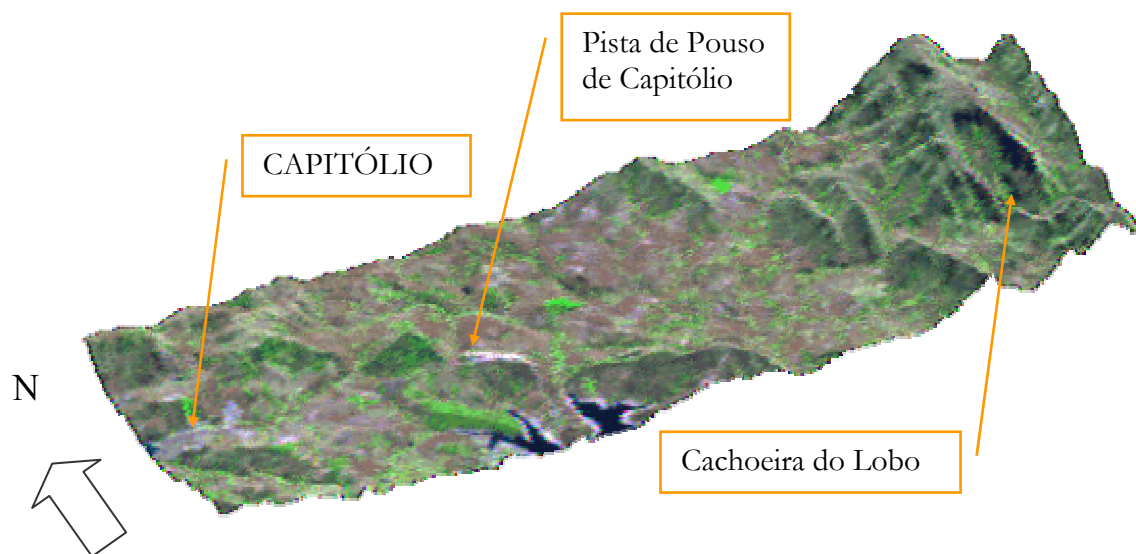 Pista de Pouso
de Capitólio
CAPITÓLIO
N
Cachoeira do Lobo